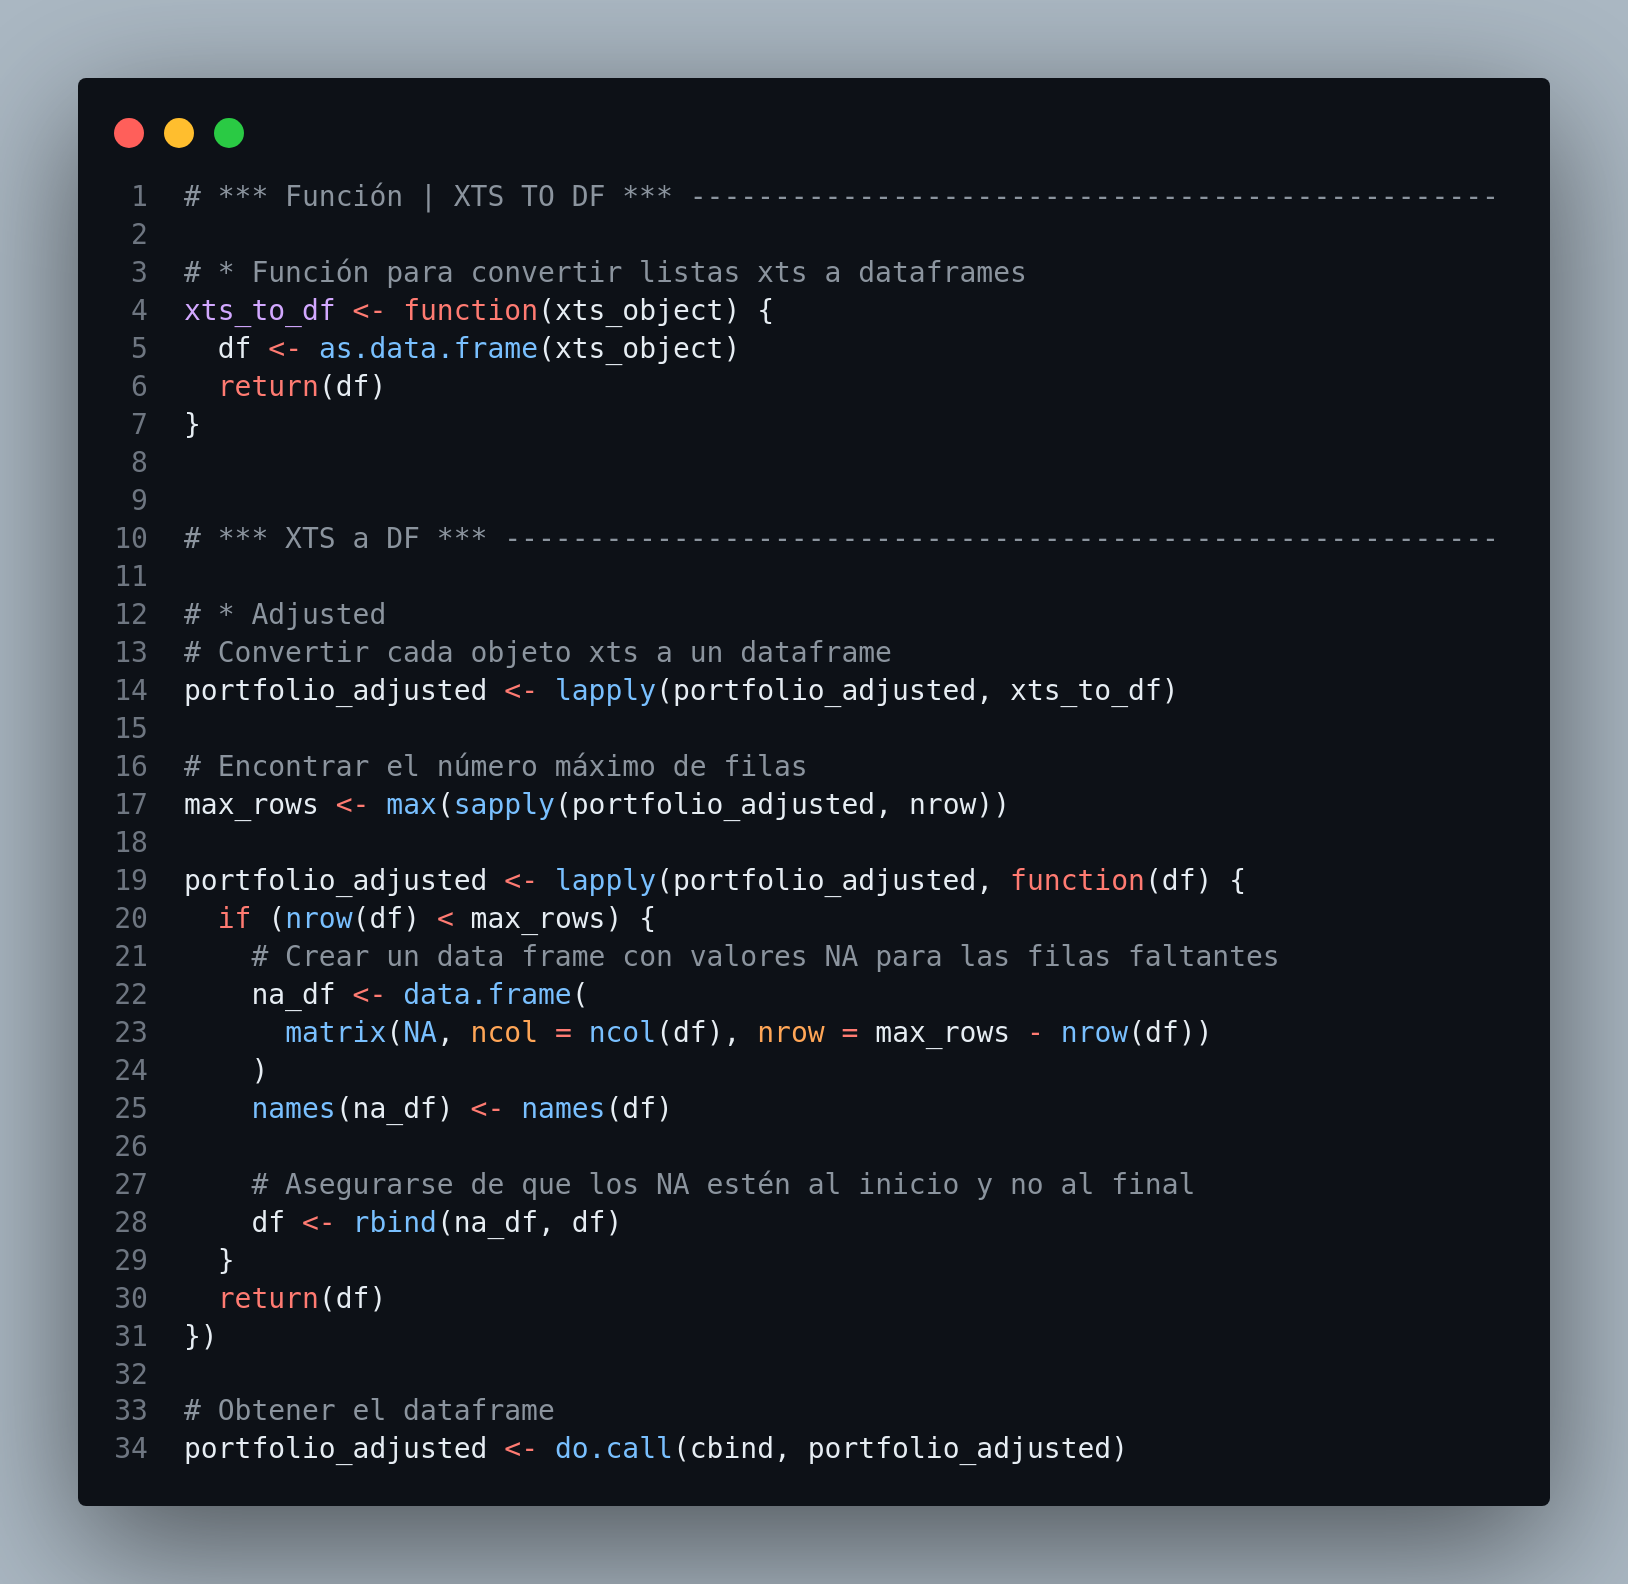 1 # *** Función | XTS TO DF *** ------------------------------------------------
2
3 # * Función para convertir listas xts a dataframes
4 xts_to_df <- function(xts_object) {
5   df <- as.data.frame(xts_object)
6   return(df)
7 }
8
9
10 # *** XTS a DF *** -----------------------------------------------------------
11
12 # * Adjusted
13 # Convertir cada objeto xts a un dataframe
14 portfolio_adjusted <- lapply(portfolio_adjusted, xts_to_df)
15
16 # Encontrar el número máximo de filas
17 max_rows <- max(sapply(portfolio_adjusted, nrow))
18
19 portfolio_adjusted <- lapply(portfolio_adjusted, function(df) {
20   if (nrow(df) < max_rows) {
21     # Crear un data frame con valores NA para las filas faltantes
22     na_df <- data.frame(
23       matrix(NA, ncol = ncol(df), nrow = max_rows - nrow(df))
24     )
25     names(na_df) <- names(df)
26
27     # Asegurarse de que los NA estén al inicio y no al final
28     df <- rbind(na_df, df)
29   }
30   return(df)
31 })
32
33 # Obtener el dataframe
34 portfolio_adjusted <- do.call(cbind, portfolio_adjusted)